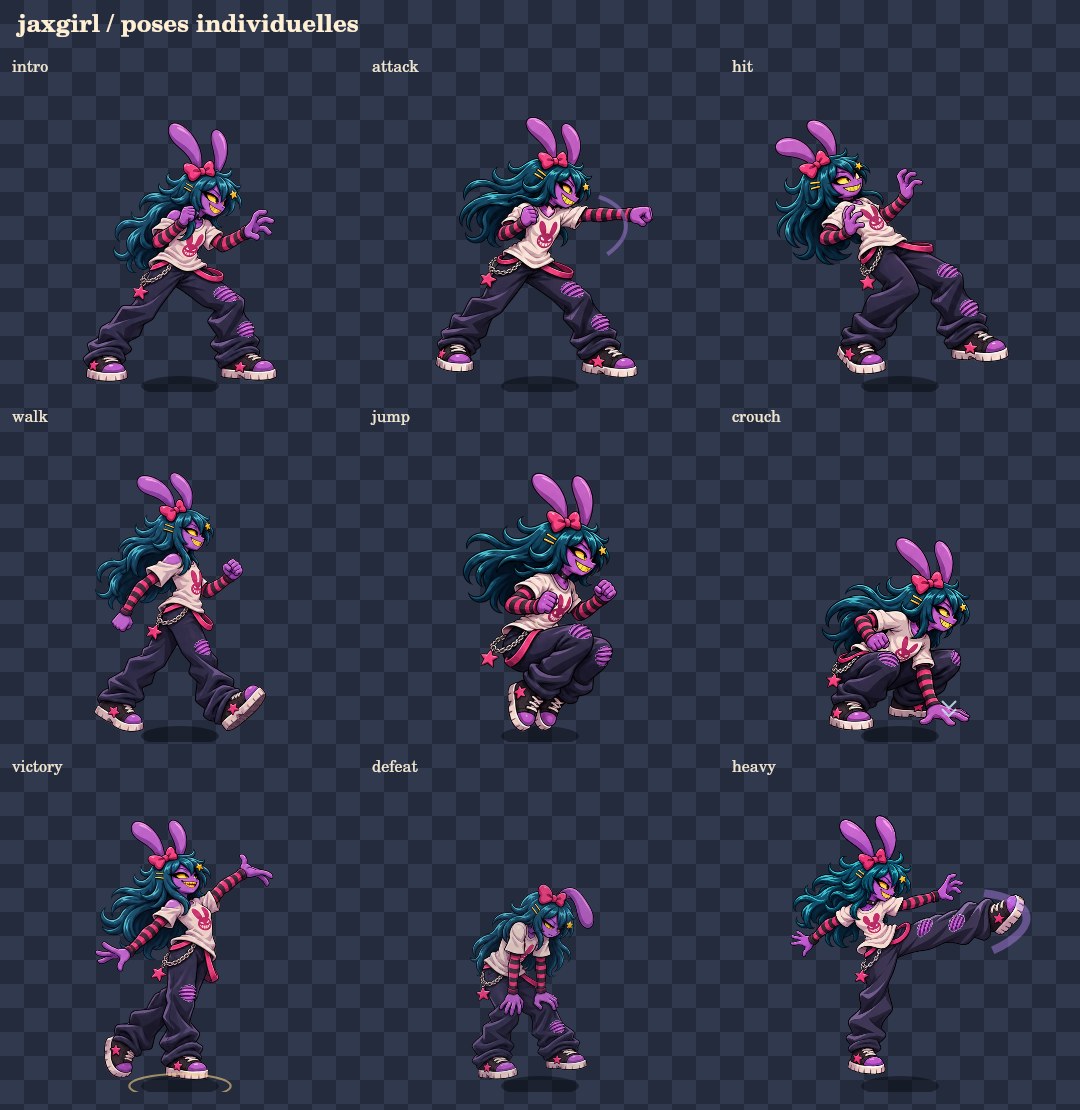 jaxgirl / poses individuelles
intro
attack
hit
walk
jump
crouch
victory
defeat
heavy